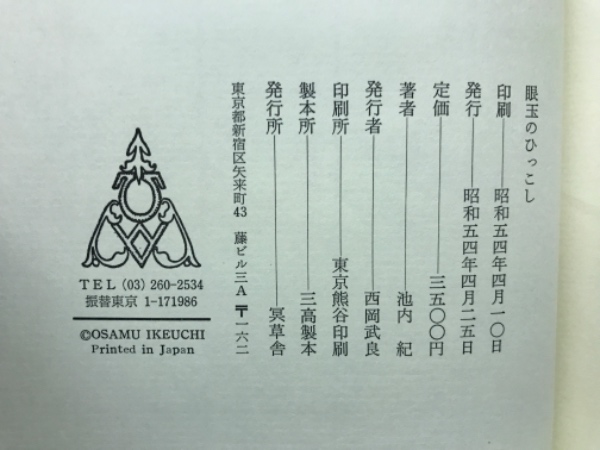 眼玉のひっこし
印刷――昭和五四年四月一〇日
発行――昭和五四年四月二五日
定価――三五〇〇円
著者――池内 紀
発行者――西岡武良
印刷所――東京熊谷印刷
製本所――三高製本
発行所――冥草舎
東京都新宿区矢来町43 藤ビル三A 〒一六二
TEL (03) 260-2534
振替東京 1-171986
©OSAMU IKEUCHI
Printed in Japan